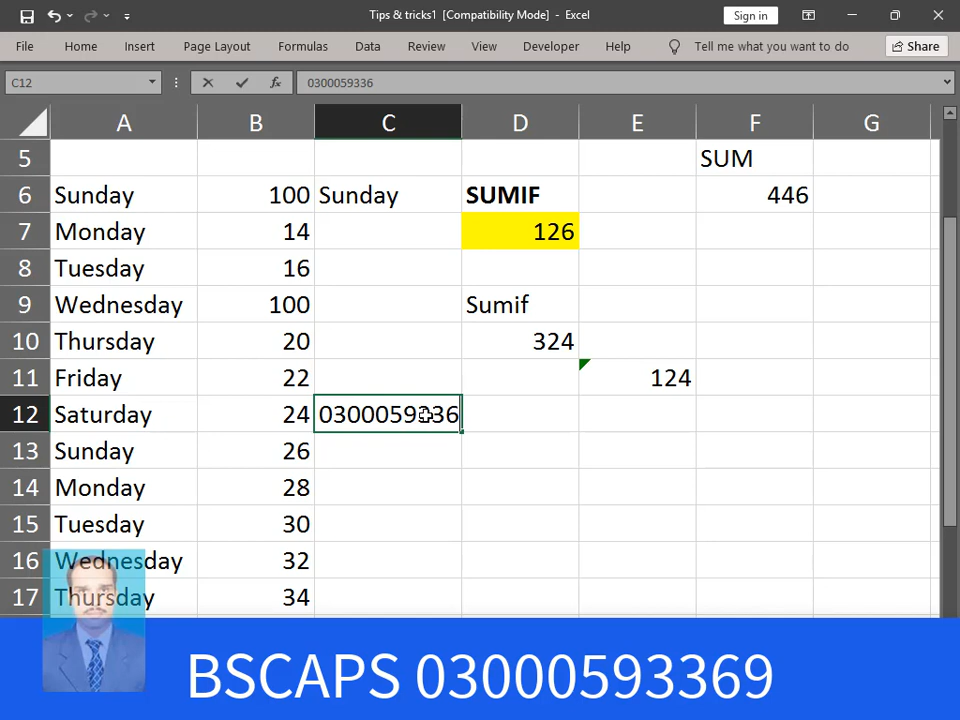 Tips & tricks1 [Compatibility Mode] - Excel Sign in
File Home Insert Page Layout Formulas Data Review View Developer Help Tell me what you want to do Share
C12 fx 0300059336
A B C D E F G
5 SUM
6 Sunday 100 Sunday SUMIF 446
7 Monday 14 126
8 Tuesday 16
9 Wednesday 100 Sumif
10 Thursday 20 324
11 Friday 22 124
12 Saturday 24 0300059336
13 Sunday 26
14 Monday 28
15 Tuesday 30
16 Wednesday 32
17 Thursday 34
BSCAPS 03000593369